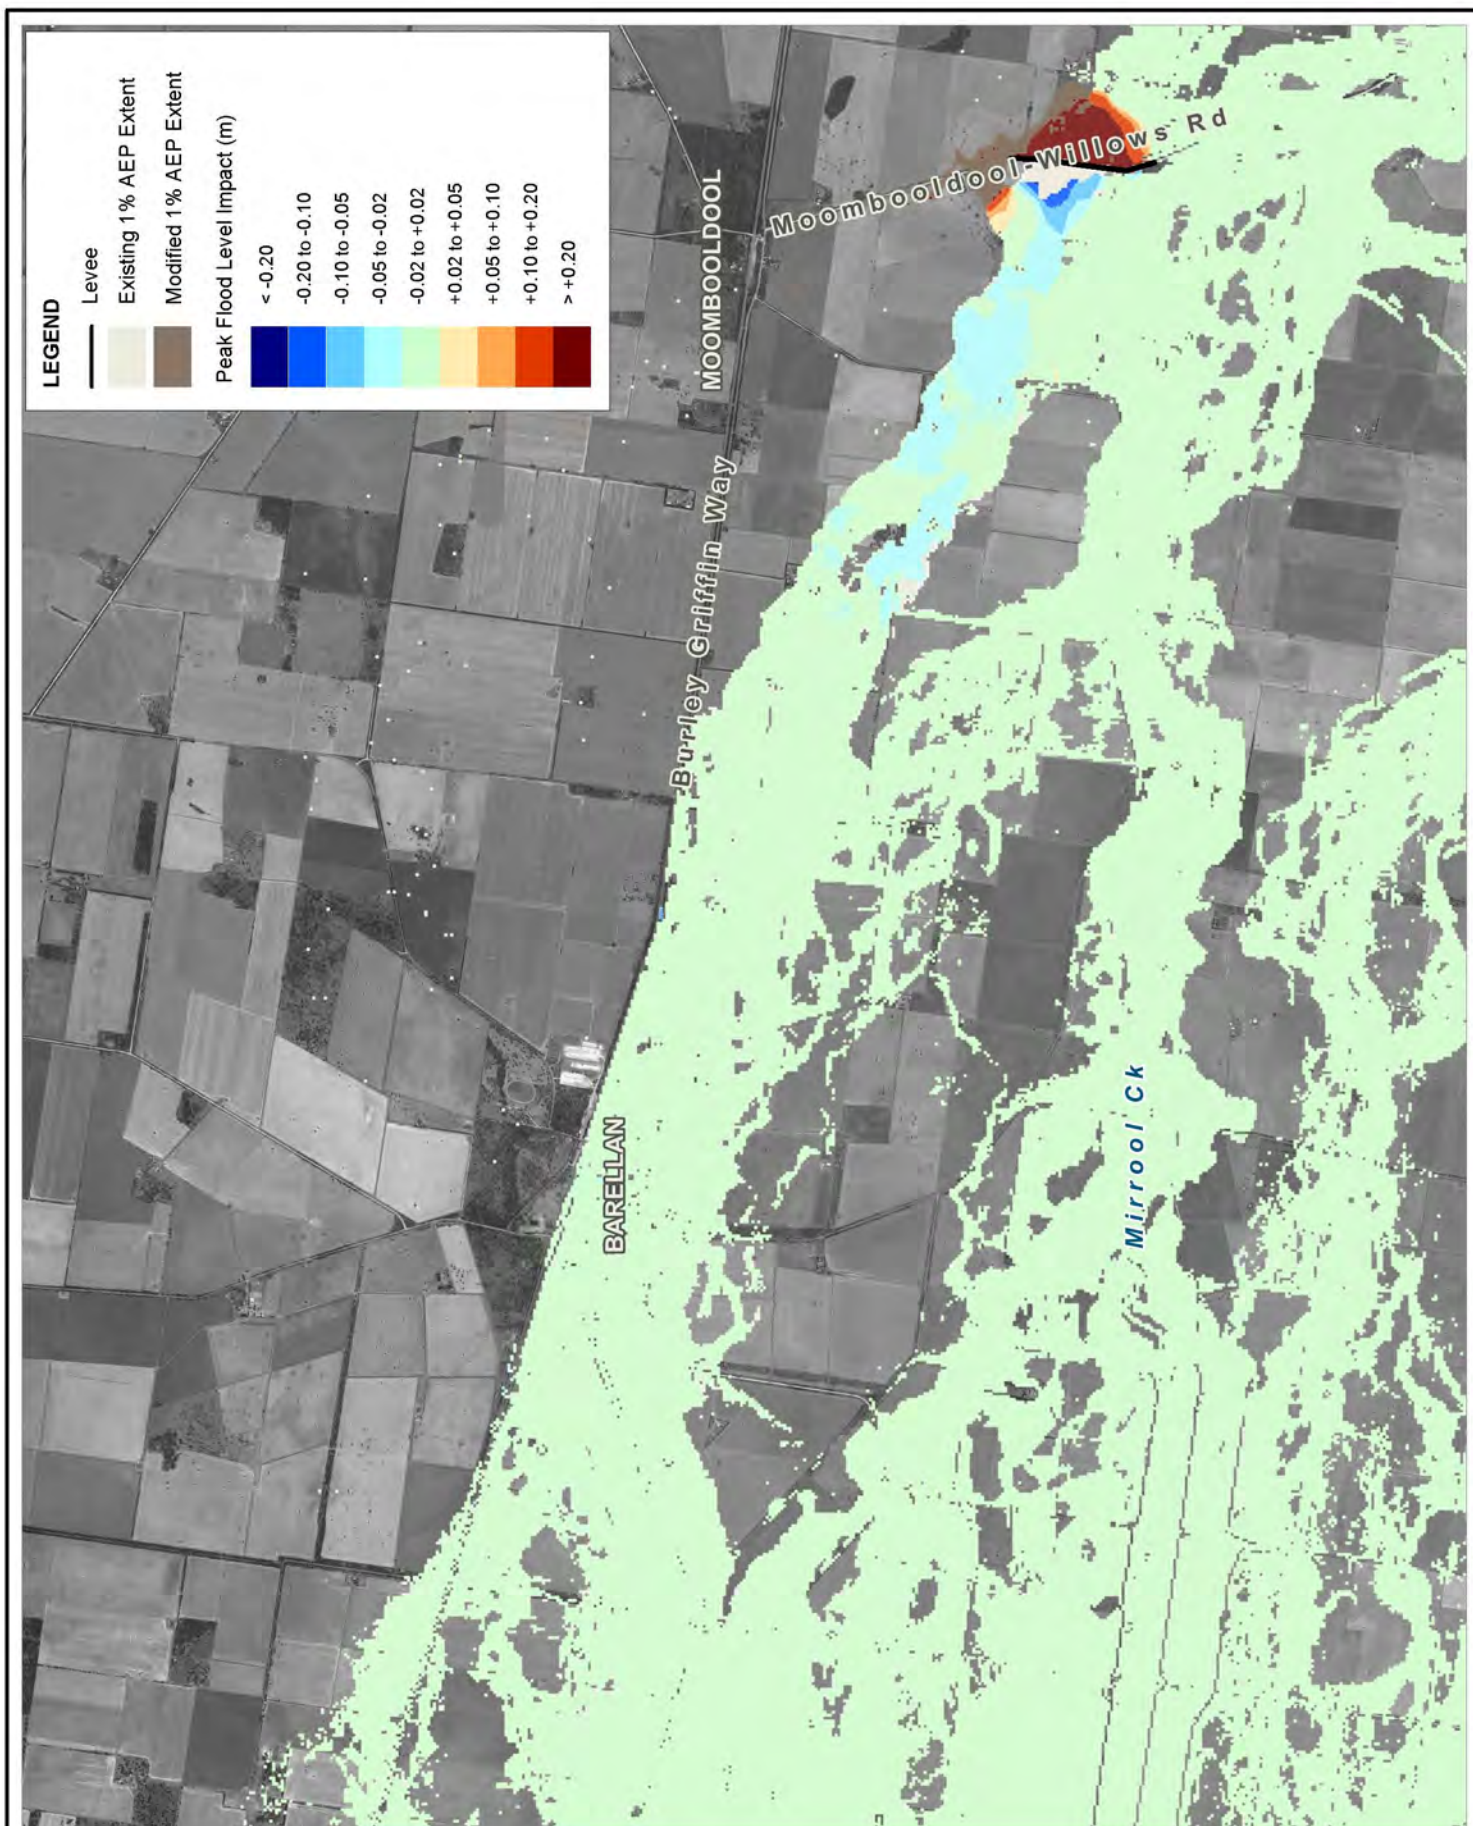 LEGEND
Levee
Existing 1% AEP Extent
Modified 1% AEP Extent
Peak Flood Level Impact (m)
< -0.20
-0.20 to -0.10
-0.10 to -0.05
-0.05 to -0.02
-0.02 to +0.02
+0.02 to +0.05
+0.05 to +0.10
+0.10 to +0.20
> +0.20
MOOMBOOLDOOL
Moombooldool-Willows Rd
Burley Griffin Way
BARELLAN
Mirrool Ck